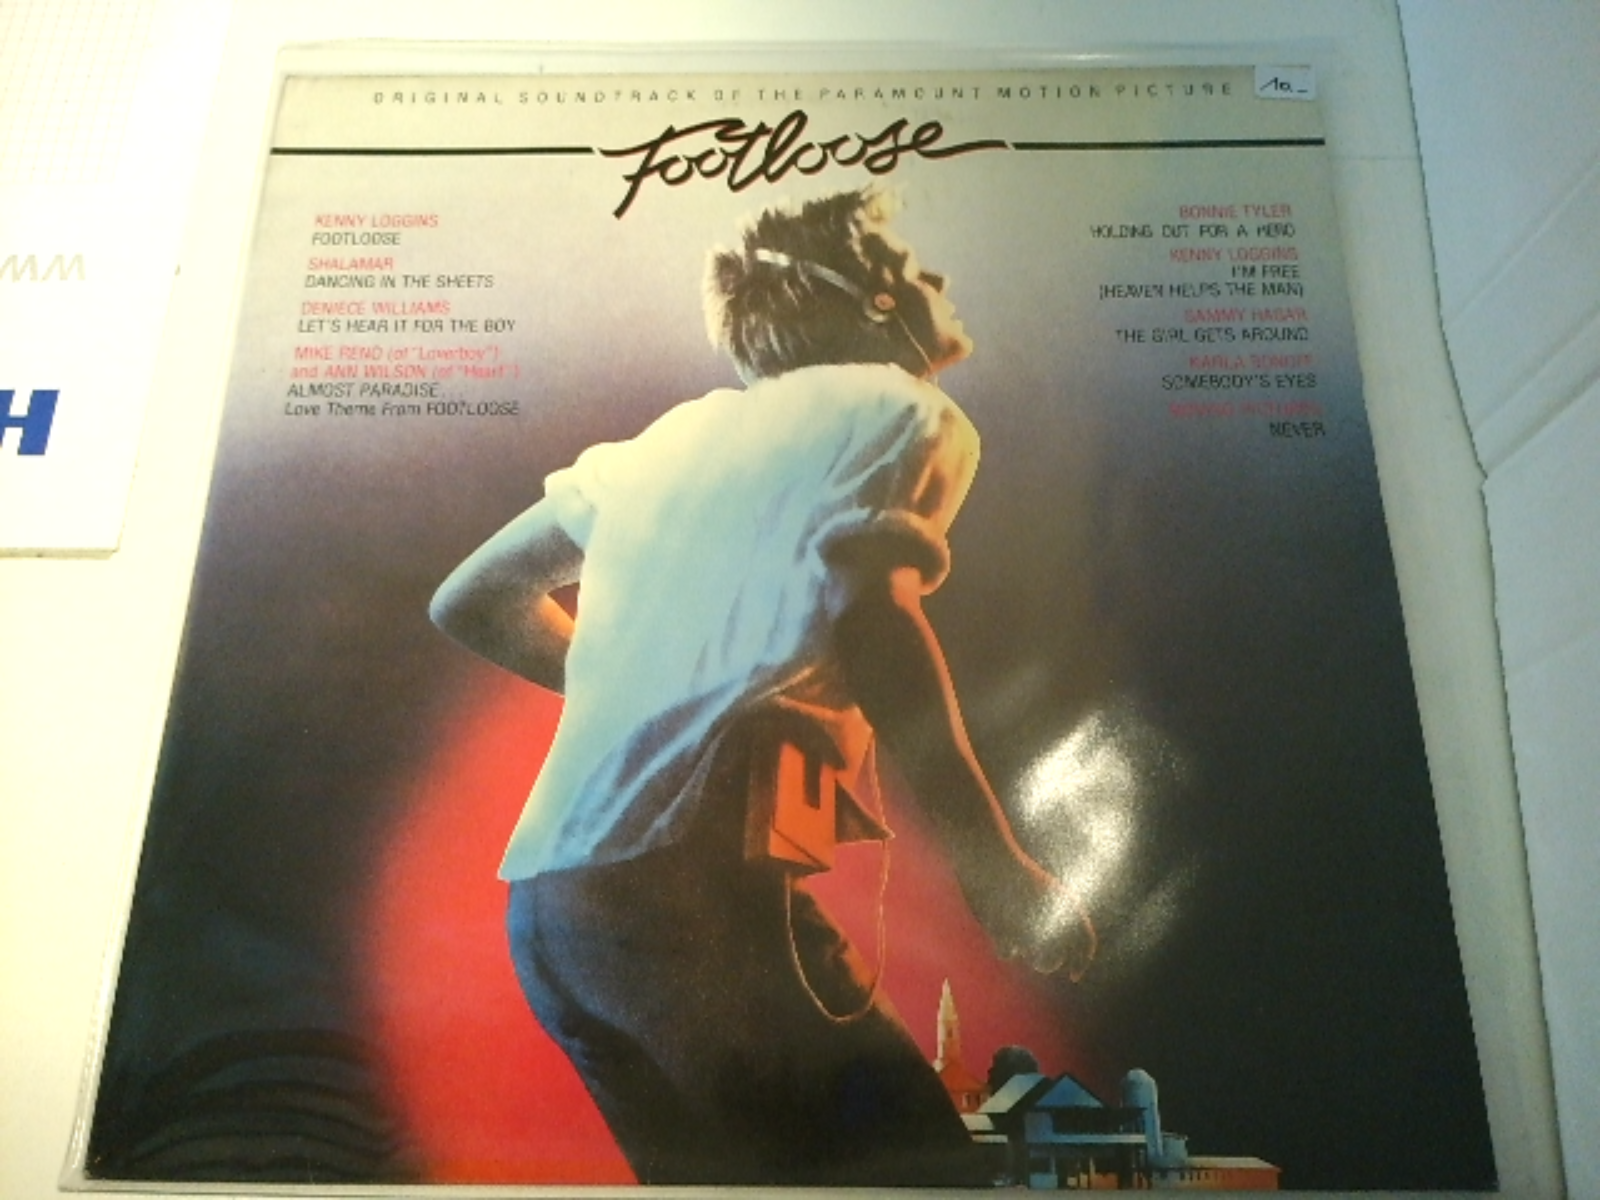 ORIGINAL SOUNDTRACK OF THE PARAMOUNT MOTION PICTURE
10,-
Footloose
KENNY LOGGINS
FOOTLOOSE
SHALAMAR
DANCING IN THE SHEETS
DENIECE WILLIAMS
LET'S HEAR IT FOR THE BOY
MIKE RENO (of "Loverboy")
and ANN WILSON (of "Heart")
ALMOST PARADISE...
Love Theme From FOOTLOOSE
BONNIE TYLER
HOLDING OUT FOR A HERO
KENNY LOGGINS
I'M FREE
(HEAVEN HELPS THE MAN)
SAMMY HAGAR
THE GIRL GETS AROUND
KARLA BONOFF
SOMEBODY'S EYES
MOVING PICTURES
NEVER
H